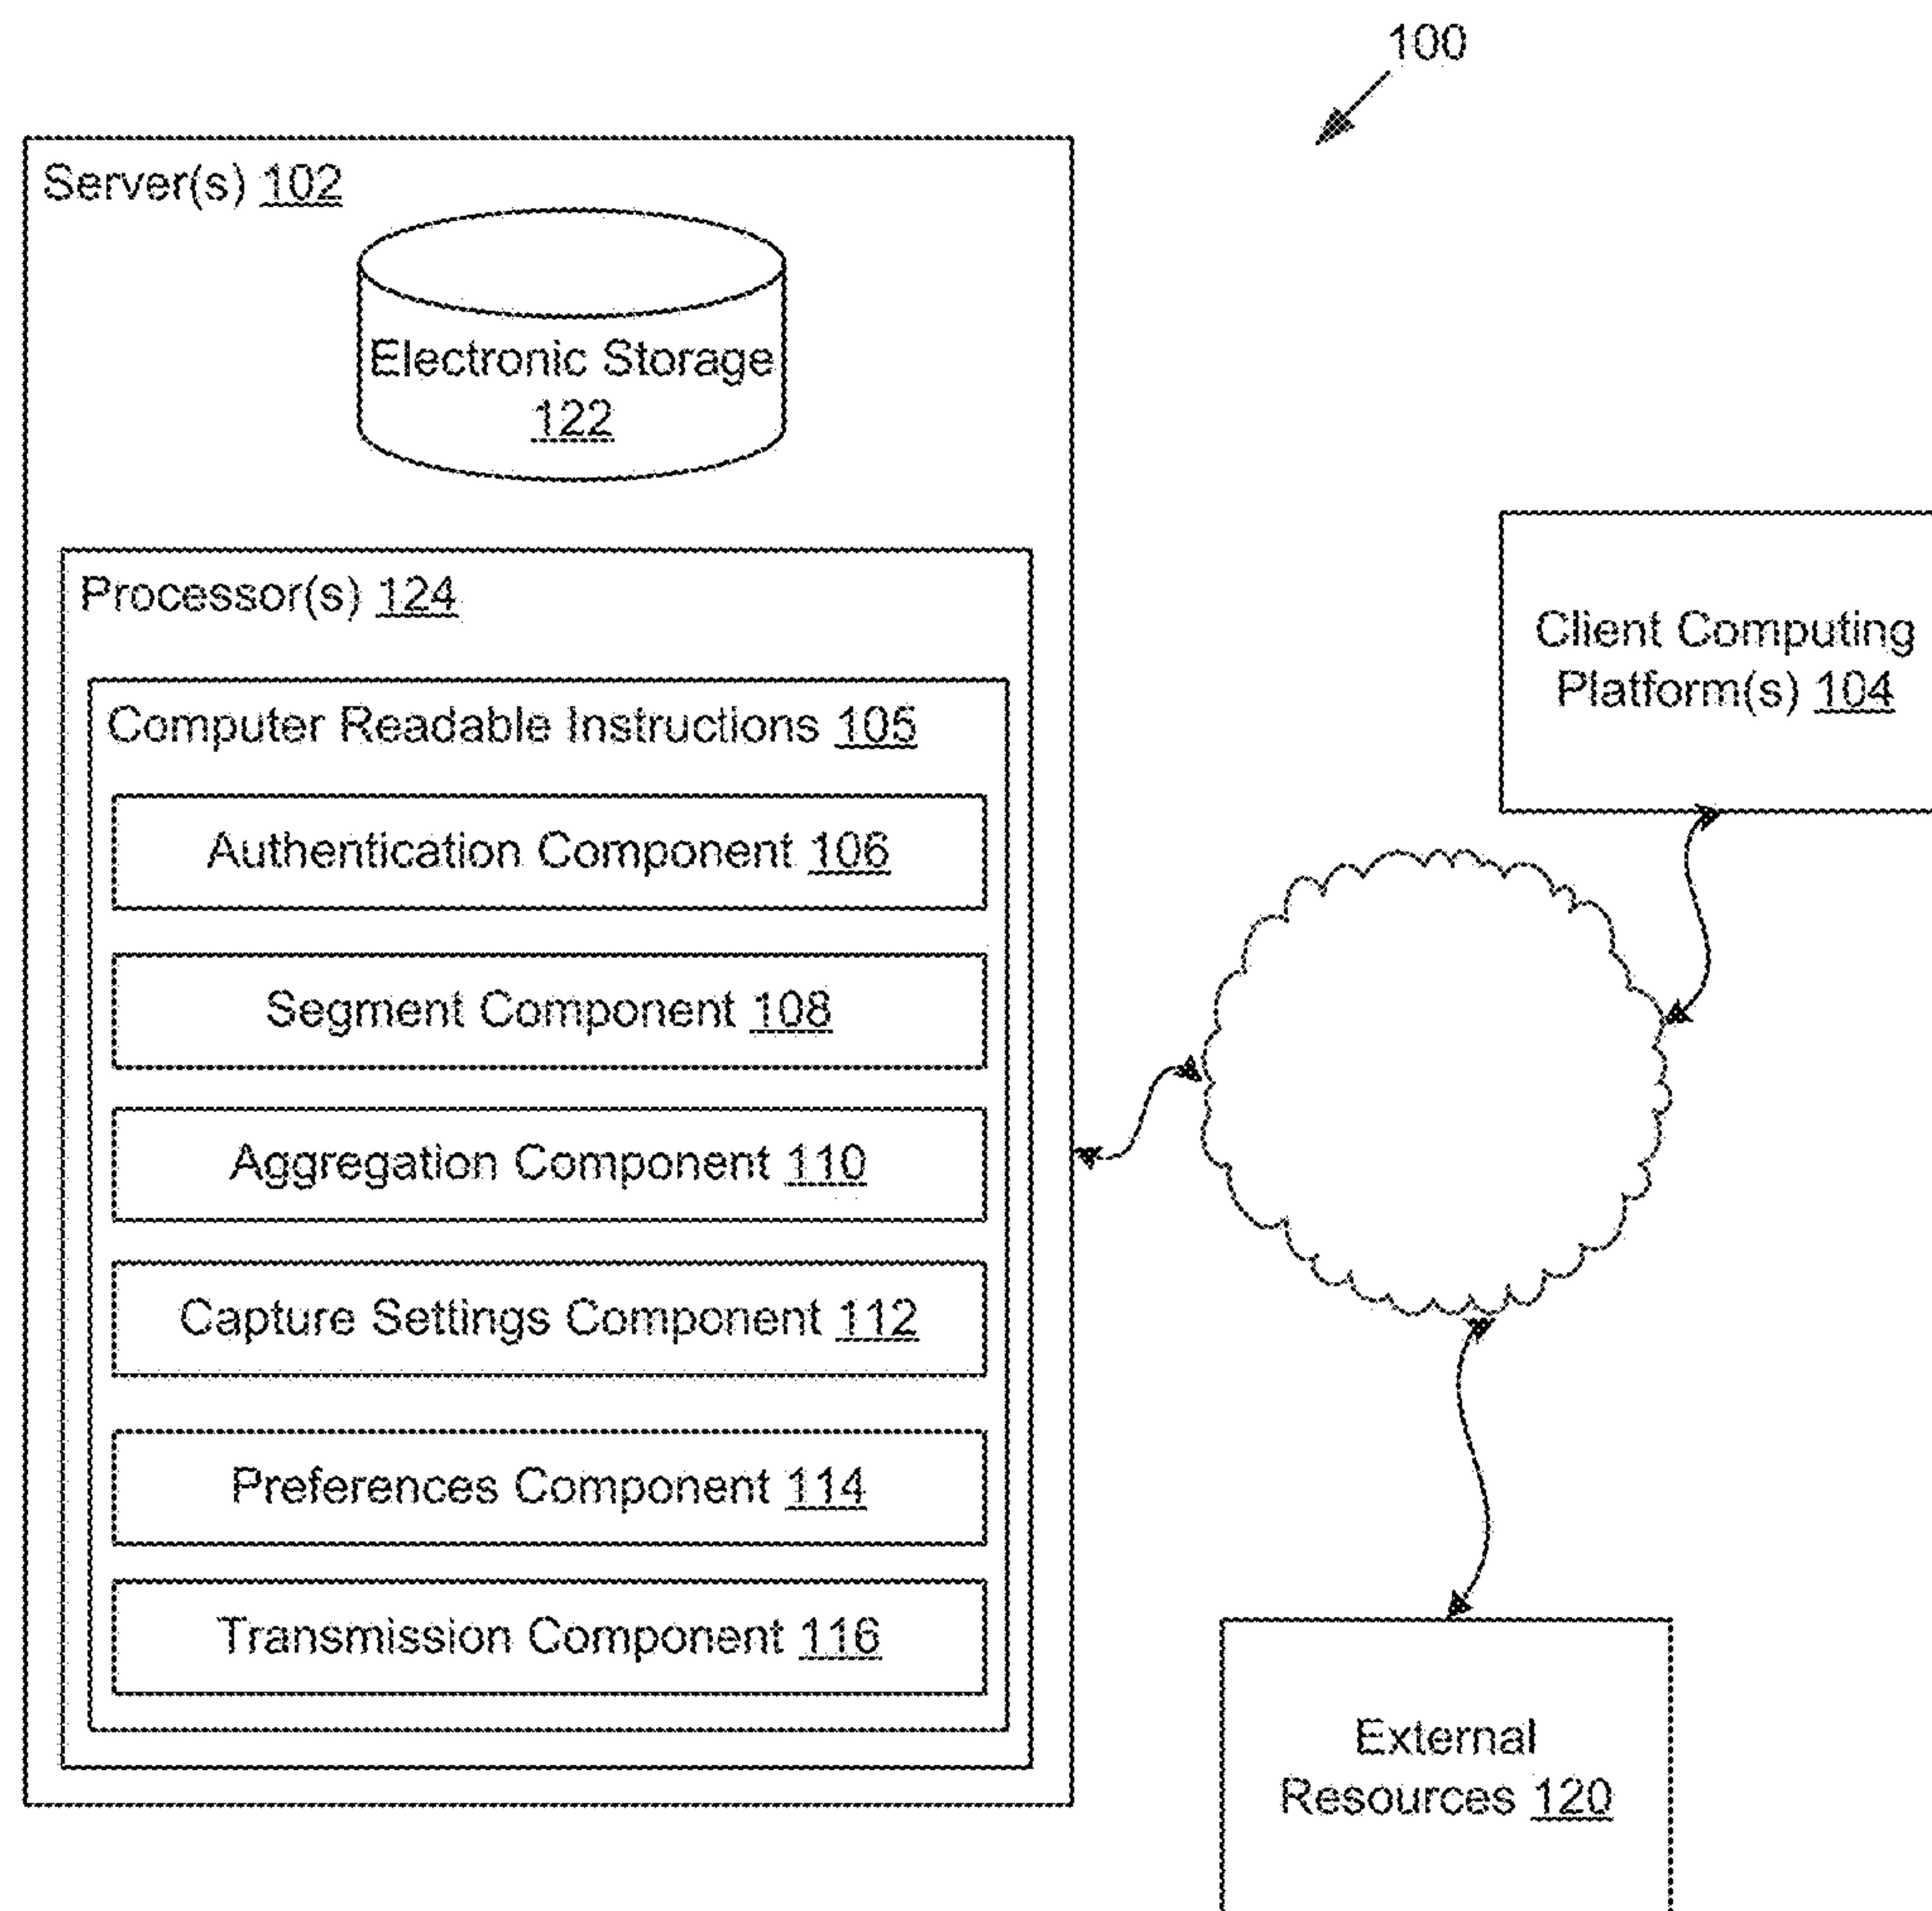 100
Server(s) 102
Electronic Storage
122
Processor(s) 124
Computer Readable Instructions 105
Authentication Component 106
Segment Component 108
Aggregation Component 110
Capture Settings Component 112
Preferences Component 114
Transmission Component 116
Client Computing
Platform(s) 104
External
Resources 120